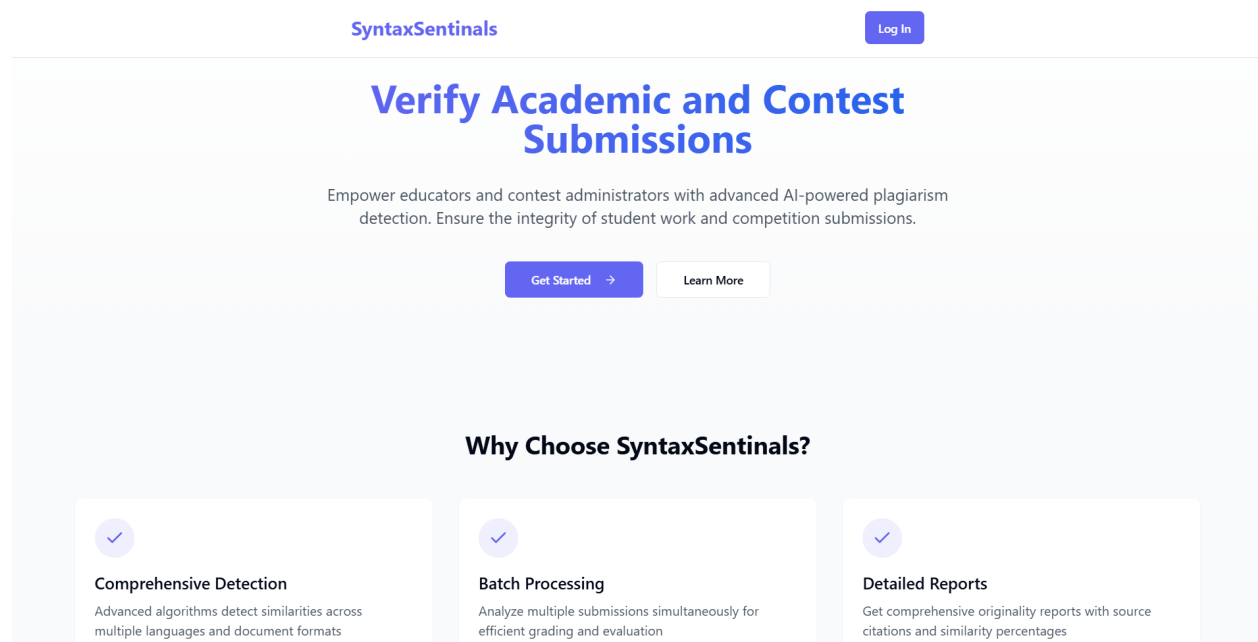 SyntaxSentinals
Log In
Verify Academic and Contest
Submissions
Empower educators and contest administrators with advanced AI-powered plagiarism
detection. Ensure the integrity of student work and competition submissions.
Get Started
Learn More
Why Choose SyntaxSentinals?
Comprehensive Detection
Advanced algorithms detect similarities across
multiple languages and document formats
Batch Processing
Analyze multiple submissions simultaneously for
efficient grading and evaluation
Detailed Reports
Get comprehensive originality reports with source
citations and similarity percentages